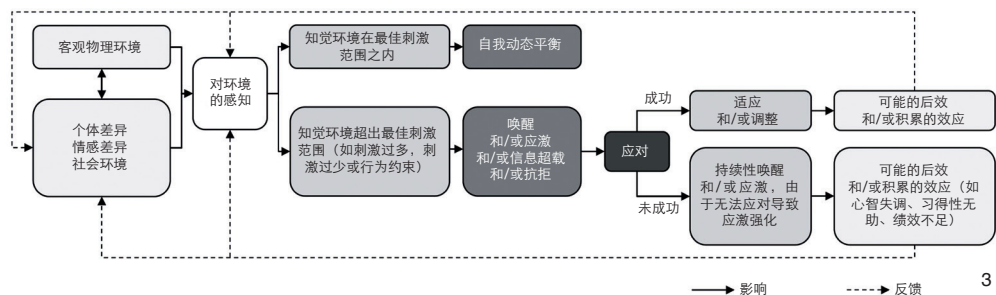 客观物理环境
个体差异
情感差异
社会环境
对环境
的感知
知觉环境在最佳刺激
范围之内
自我动态平衡
知觉环境超出最佳刺激
范围（如刺激过多，刺
激过少或行为约束）
唤醒
和/或应激
和/或信息超载
和/或抗拒
应对
成功
适应
和/或调整
可能的后效
和/或积累的效应
未成功
持续性唤醒
和/或应激，由
于无法应对导致
应激强化
可能的后效
和/或积累的效应（如
心智失调、习得性无
助、绩效不足）
影响
反馈
3